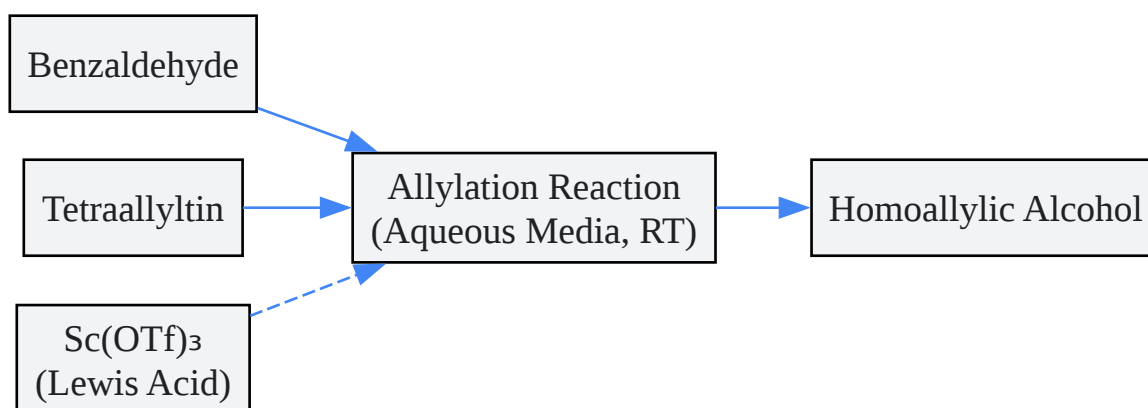 Benzaldehyde
Tetraallyltin
Sc(OTf)₃
(Lewis Acid)
Allylation Reaction
(Aqueous Media, RT)
Homoallylic Alcohol